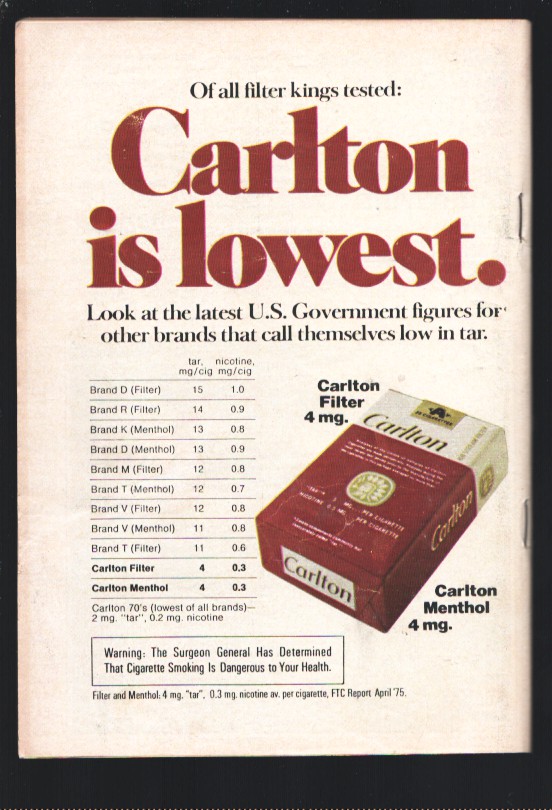 Of all filter kings tested:
Carlton
is lowest.
Look at the latest U.S. Government figures for
other brands that call themselves low in tar.
tar, nicotine,
mg/cig mg/cig
Brand D (Filter) 15 1.0
Brand R (Filter) 14 0.9
Brand K (Menthol) 13 0.8
Brand D (Menthol) 13 0.9
Brand M (Filter) 12 0.8
Brand T (Menthol) 12 0.7
Brand V (Filter) 12 0.8
Brand V (Menthol) 11 0.8
Brand T (Filter) 11 0.6
Carlton Filter 4 0.3
Carlton Menthol 4 0.3
Carlton 70's (lowest of all brands)—
2 mg. "tar", 0.2 mg. nicotine
Carlton
Filter
4 mg.
Carlton
PER CIGARETTE
PER CIGARETTE
Carlton
Carlton
Carlton
Menthol
4 mg.
Warning: The Surgeon General Has Determined
That Cigarette Smoking Is Dangerous to Your Health.
Filter and Menthol: 4 mg. "tar", 0.3 mg. nicotine av. per cigarette, FTC Report April '75.